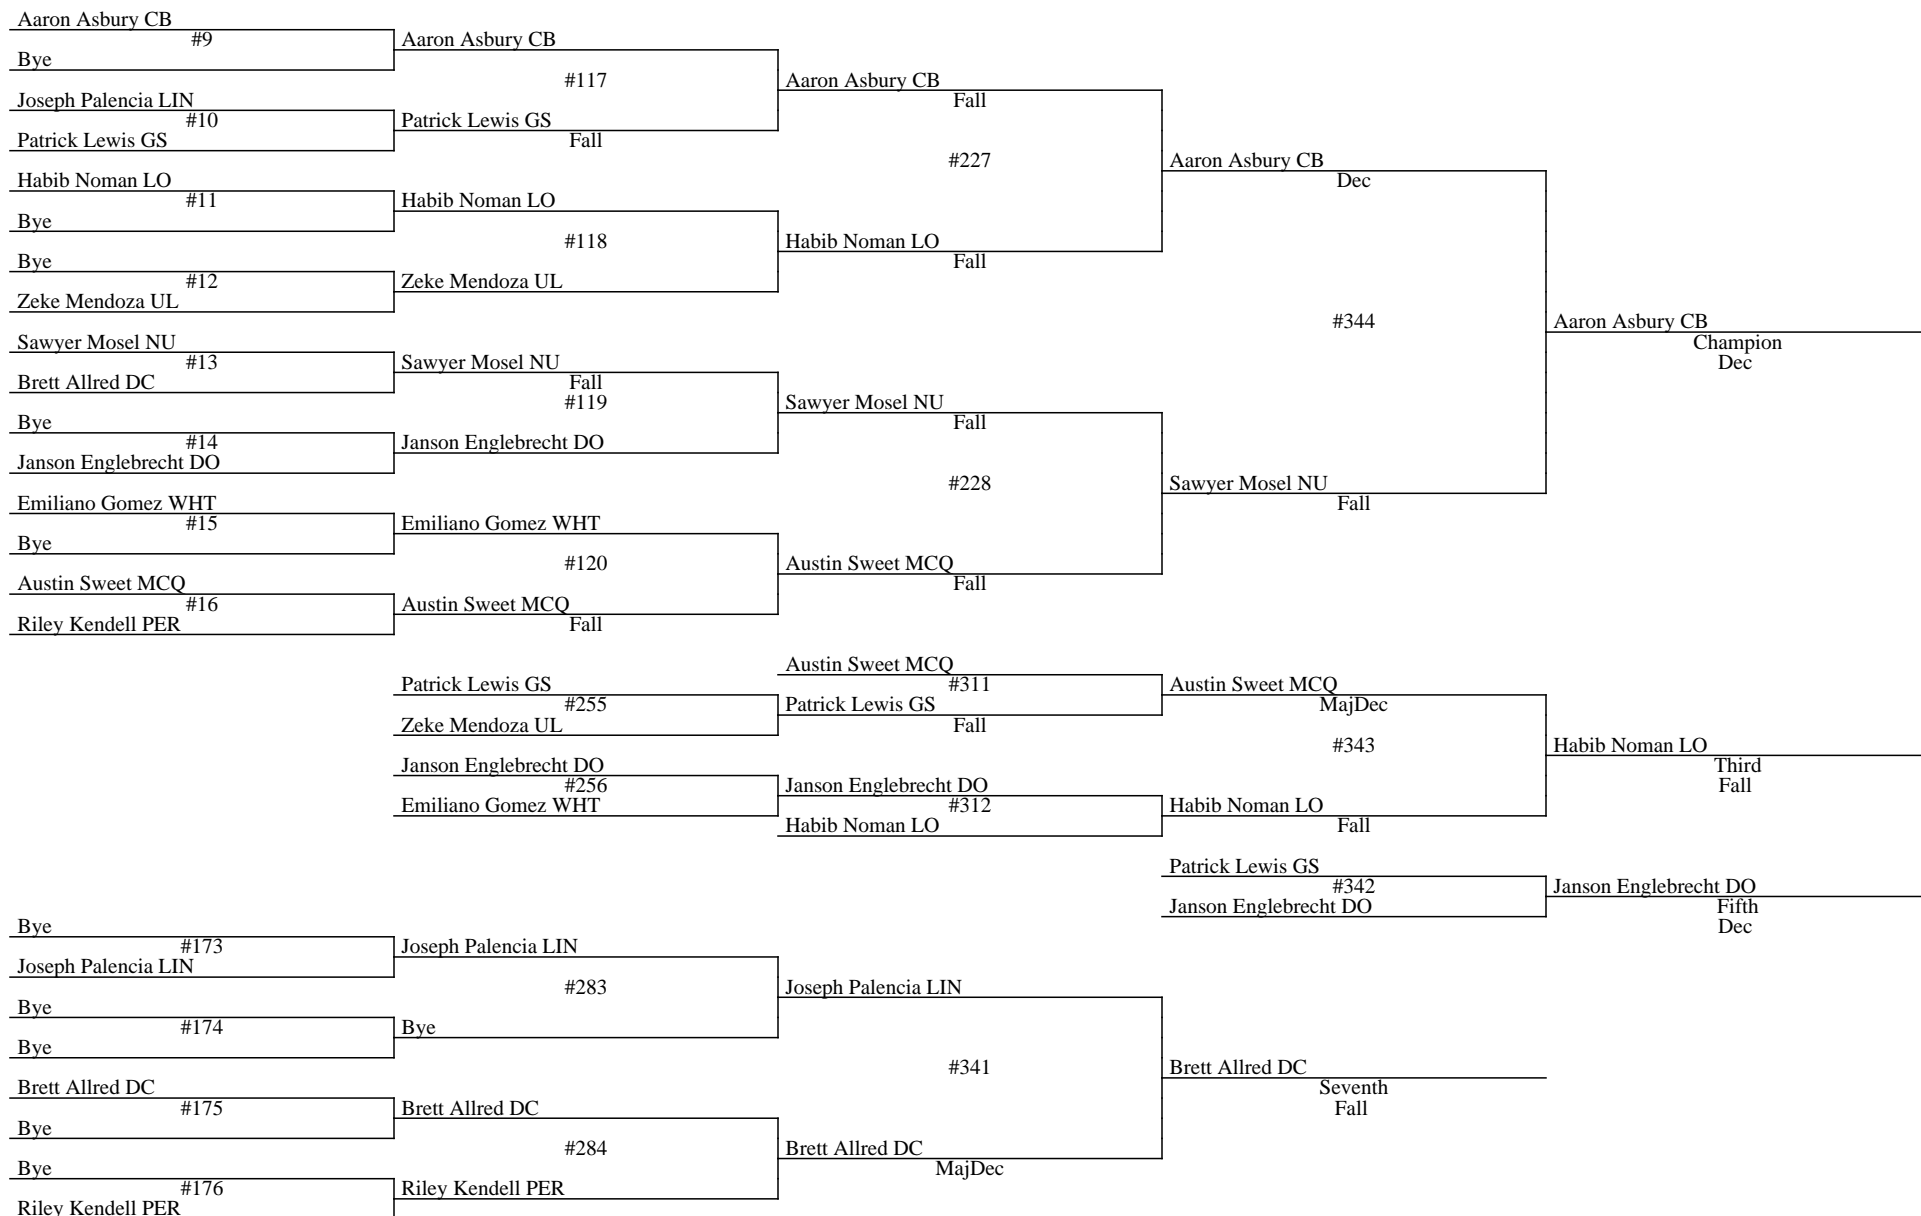 Aaron Asbury CB
#9
Bye
Aaron Asbury CB
#117
Joseph Palencia LIN
#10
Patrick Lewis GS
Patrick Lewis GS
Fall
Aaron Asbury CB
Fall
#227
Habib Noman LO
#11
Bye
Habib Noman LO
#118
Bye
#12
Zeke Mendoza UL
Zeke Mendoza UL
Habib Noman LO
Fall
Aaron Asbury CB
Dec
#344
Sawyer Mosel NU
#13
Brett Allred DC
Sawyer Mosel NU
Fall
#119
Bye
#14
Janson Englebrecht DO
Janson Englebrecht DO
Sawyer Mosel NU
Fall
#228
Emiliano Gomez WHT
#15
Bye
Emiliano Gomez WHT
#120
Austin Sweet MCQ
#16
Riley Kendell PER
Austin Sweet MCQ
Fall
Austin Sweet MCQ
Fall
Sawyer Mosel NU
Fall
Aaron Asbury CB
Champion
Dec
Austin Sweet MCQ
#311
Patrick Lewis GS
#255
Zeke Mendoza UL
Patrick Lewis GS
Fall
Austin Sweet MCQ
MajDec
#343
Janson Englebrecht DO
#256
Emiliano Gomez WHT
Janson Englebrecht DO
#312
Habib Noman LO
Habib Noman LO
Fall
Habib Noman LO
Third
Fall
Patrick Lewis GS
#342
Janson Englebrecht DO
Janson Englebrecht DO
Fifth
Dec
Bye
#173
Joseph Palencia LIN
Joseph Palencia LIN
#283
Bye
#174
Bye
Bye
Joseph Palencia LIN
#341
Brett Allred DC
#175
Bye
Brett Allred DC
#284
Bye
#176
Riley Kendell PER
Riley Kendell PER
Brett Allred DC
MajDec
Brett Allred DC
Seventh
Fall